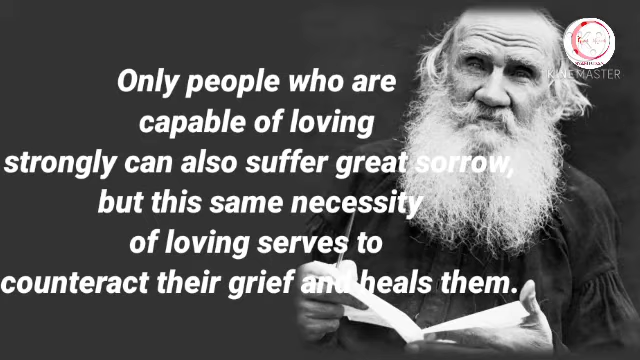 Only people who are
capable of loving
strongly can also suffer great sorrow,
but this same necessity
of loving serves to
counteract their grief and heals them.
KINEMASTER